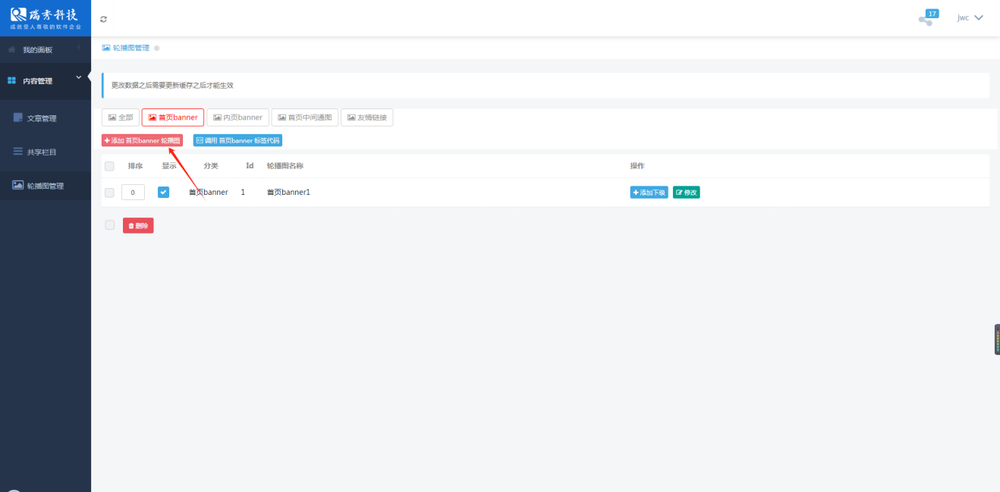 瑞秀科技
成就受人尊敬的软件企业
17
jwc
我的面板
轮播图管理
内容管理
更改数据之后需要更新缓存之后才能生效
文章管理
全部 首页banner 内页banner 首页中间通图 友情链接
添加 首页banner 轮播图 调用 首页banner 标签代码
共享栏目
排序 显示 分类 Id 轮播图名称 操作
轮播图管理
0 首页banner 1 首页banner1 添加下级 修改
删除